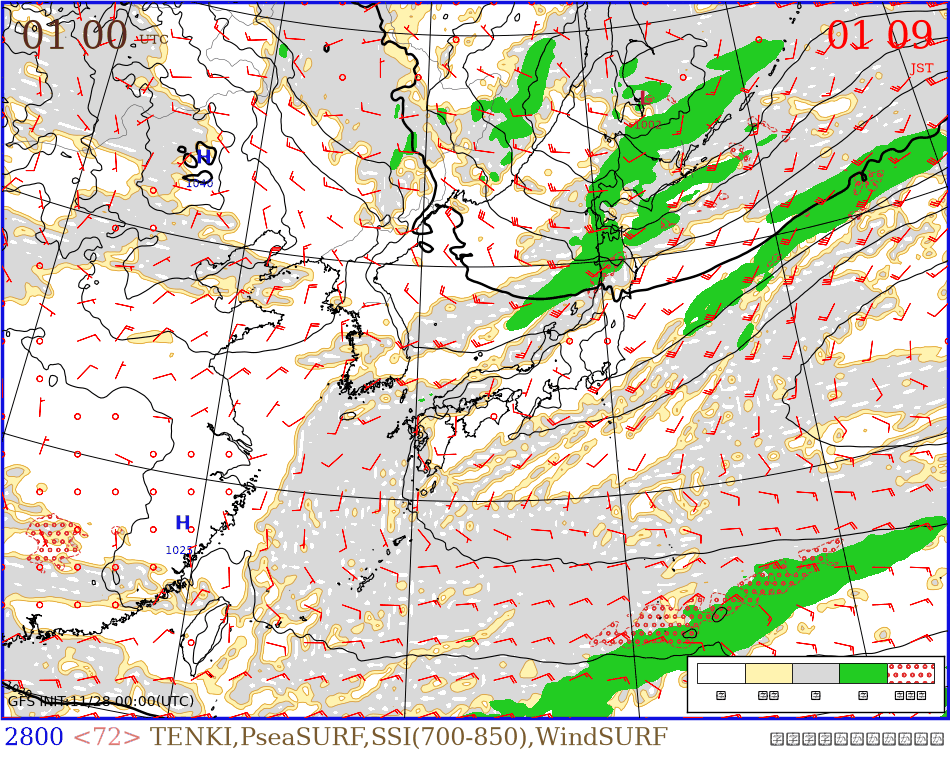 01 00 UTC
01 09
JST
H
1040
1002
H
1025
GFS INIT:11/28 00:00(UTC)
2800 <72> TENKI,PseaSURF,SSI(700-850),WindSURF